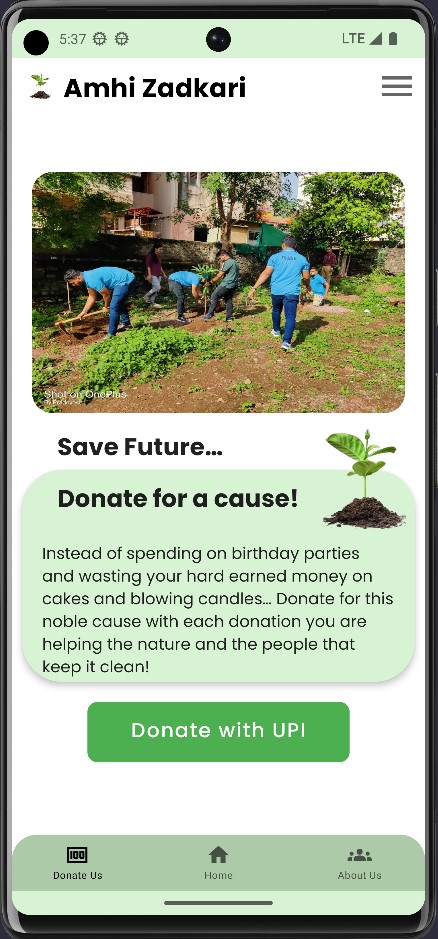 5:37
LTE
Amhi Zadkari
Shot on OnePlus
Save Future...
Donate for a cause!
Instead of spending on birthday parties
and wasting your hard earned money on
cakes and blowing candles... Donate for this
noble cause with each donation you are
helping the nature and the people that
keep it clean!
Donate with UPI
100
Donate Us
Home
About Us